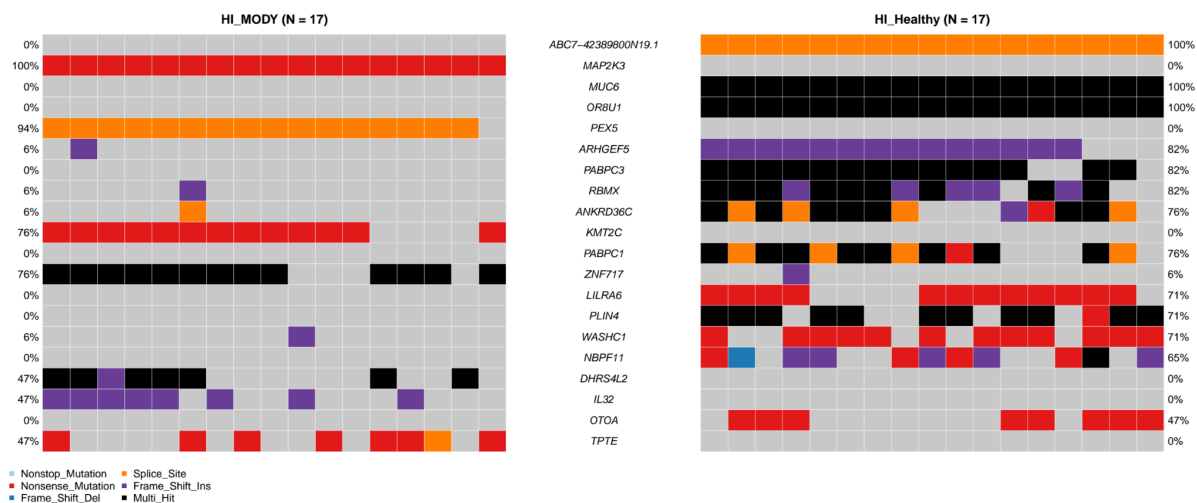 HI_MODY (N = 17) HI_Healthy (N = 17)
0% ABC7−42389800N19.1 100%
100% MAP2K3 0%
0% MUC6 100%
0% OR8U1 100%
94% PEX5 0%
6% ARHGEF5 82%
0% PABPC3 82%
6% RBMX 82%
6% ANKRD36C 76%
76% KMT2C 0%
0% PABPC1 76%
76% ZNF717 6%
0% LILRA6 71%
0% PLIN4 71%
6% WASHC1 71%
0% NBPF11 65%
47% DHRS4L2 0%
47% IL32 0%
0% OTOA 47%
47% TPTE 0%
Nonstop_Mutation Splice_Site
Nonsense_Mutation Frame_Shift_Ins
Frame_Shift_Del Multi_Hit